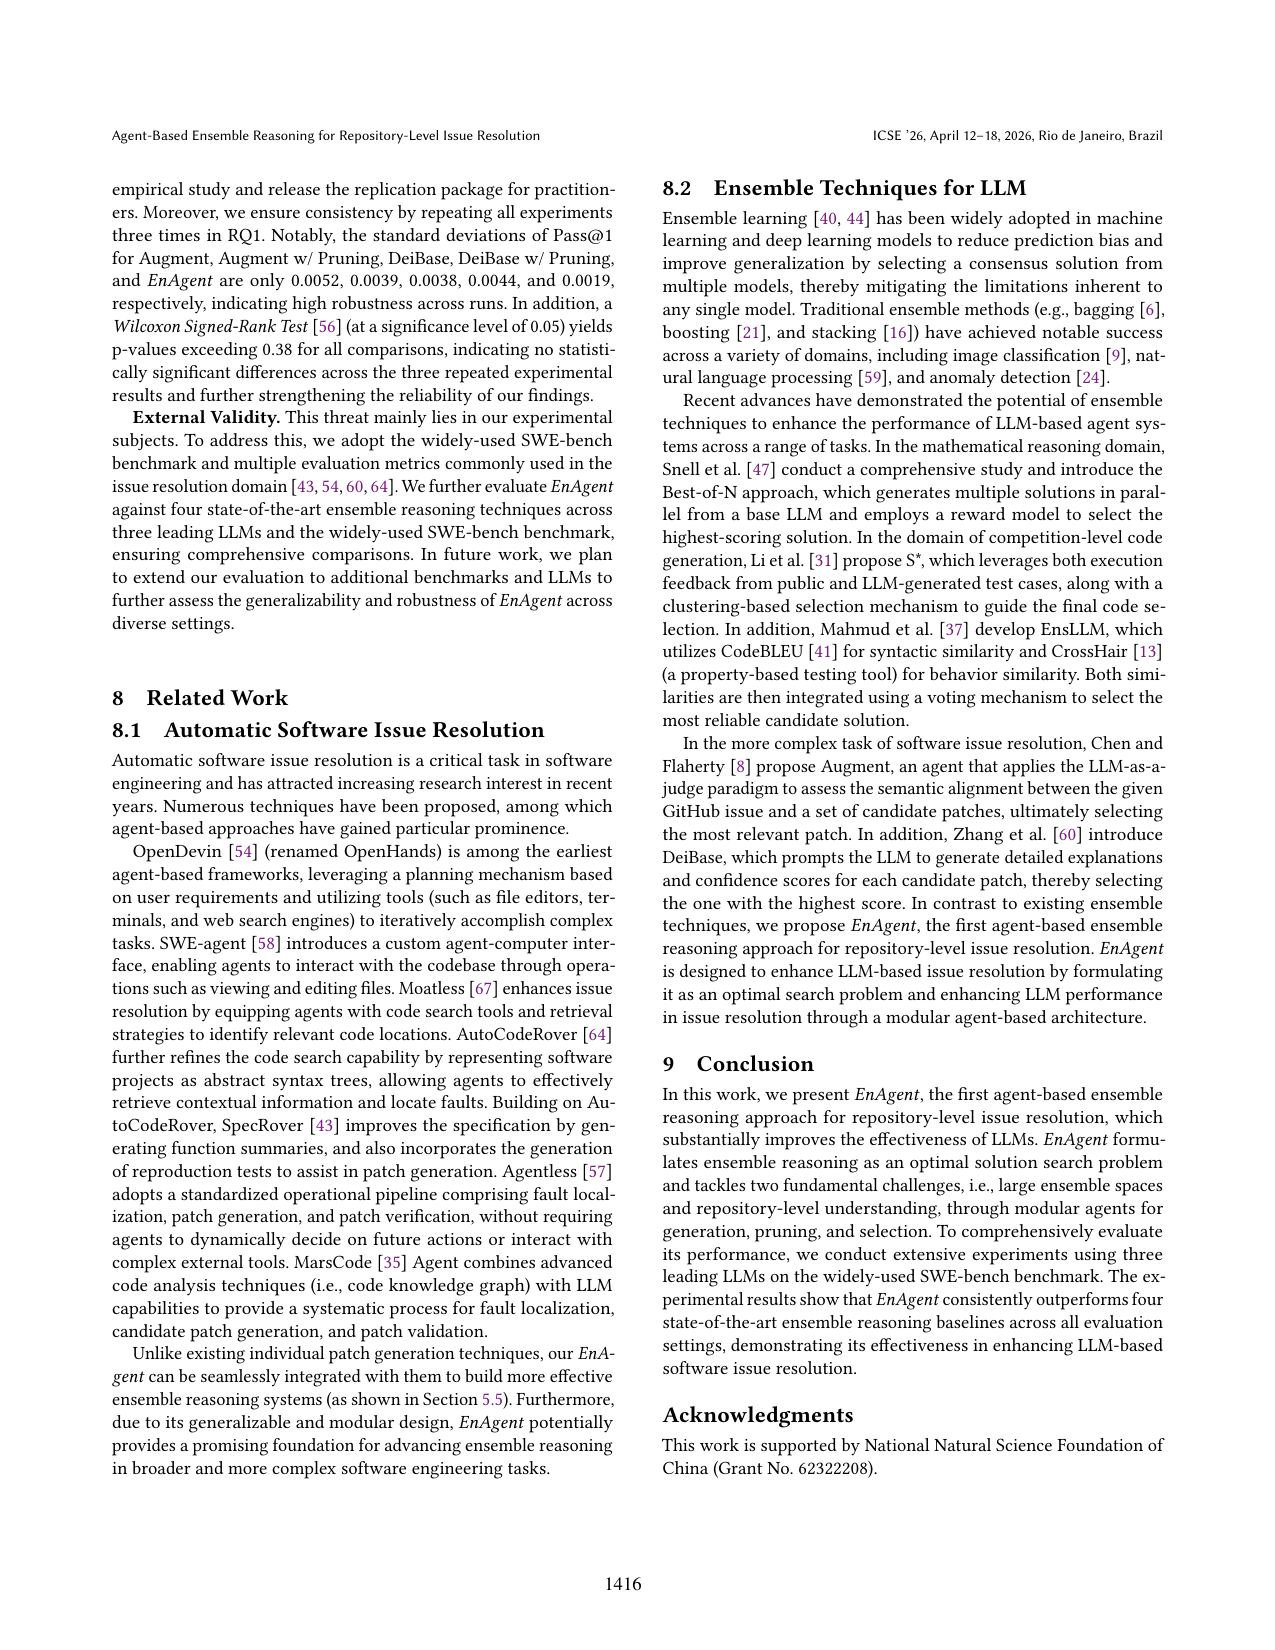 Agent-Based Ensemble Reasoning for Repository-Level Issue Resolution
ICSE ’26, April 12–18, 2026, Rio de Janeiro, Brazil
empirical study and release the replication package for practition-
ers. Moreover, we ensure consistency by repeating all experiments
three times in RQ1. Notably, the standard deviations of Pass@1
for Augment, Augment w/ Pruning, DeiBase, DeiBase w/ Pruning,
and EnAgent are only 0.0052, 0.0039, 0.0038, 0.0044, and 0.0019,
respectively, indicating high robustness across runs. In addition, a
Wilcoxon Signed-Rank Test [56] (at a significance level of 0.05) yields
p-values exceeding 0.38 for all comparisons, indicating no statisti-
cally significant differences across the three repeated experimental
results and further strengthening the reliability of our findings.
External Validity. This threat mainly lies in our experimental
subjects. To address this, we adopt the widely-used SWE-bench
benchmark and multiple evaluation metrics commonly used in the
issue resolution domain [43, 54, 60, 64]. We further evaluate EnAgent
against four state-of-the-art ensemble reasoning techniques across
three leading LLMs and the widely-used SWE-bench benchmark,
ensuring comprehensive comparisons. In future work, we plan
to extend our evaluation to additional benchmarks and LLMs to
further assess the generalizability and robustness of EnAgent across
diverse settings.
8 Related Work
8.1 Automatic Software Issue Resolution
Automatic software issue resolution is a critical task in software
engineering and has attracted increasing research interest in recent
years. Numerous techniques have been proposed, among which
agent-based approaches have gained particular prominence.
OpenDevin [54] (renamed OpenHands) is among the earliest
agent-based frameworks, leveraging a planning mechanism based
on user requirements and utilizing tools (such as file editors, ter-
minals, and web search engines) to iteratively accomplish complex
tasks. SWE-agent [58] introduces a custom agent-computer inter-
face, enabling agents to interact with the codebase through opera-
tions such as viewing and editing files. Moatless [67] enhances issue
resolution by equipping agents with code search tools and retrieval
strategies to identify relevant code locations. AutoCodeRover [64]
further refines the code search capability by representing software
projects as abstract syntax trees, allowing agents to effectively
retrieve contextual information and locate faults. Building on Au-
toCodeRover, SpecRover [43] improves the specification by gen-
erating function summaries, and also incorporates the generation
of reproduction tests to assist in patch generation. Agentless [57]
adopts a standardized operational pipeline comprising fault local-
ization, patch generation, and patch verification, without requiring
agents to dynamically decide on future actions or interact with
complex external tools. MarsCode [35] Agent combines advanced
code analysis techniques (i.e., code knowledge graph) with LLM
capabilities to provide a systematic process for fault localization,
candidate patch generation, and patch validation.
Unlike existing individual patch generation techniques, our EnA-
gent can be seamlessly integrated with them to build more effective
ensemble reasoning systems (as shown in Section 5.5). Furthermore,
due to its generalizable and modular design, EnAgent potentially
provides a promising foundation for advancing ensemble reasoning
in broader and more complex software engineering tasks.
8.2 Ensemble Techniques for LLM
Ensemble learning [40, 44] has been widely adopted in machine
learning and deep learning models to reduce prediction bias and
improve generalization by selecting a consensus solution from
multiple models, thereby mitigating the limitations inherent to
any single model. Traditional ensemble methods (e.g., bagging [6],
boosting [21], and stacking [16]) have achieved notable success
across a variety of domains, including image classification [9], nat-
ural language processing [59], and anomaly detection [24].
Recent advances have demonstrated the potential of ensemble
techniques to enhance the performance of LLM-based agent sys-
tems across a range of tasks. In the mathematical reasoning domain,
Snell et al. [47] conduct a comprehensive study and introduce the
Best-of-N approach, which generates multiple solutions in paral-
lel from a base LLM and employs a reward model to select the
highest-scoring solution. In the domain of competition-level code
generation, Li et al. [31] propose S*, which leverages both execution
feedback from public and LLM-generated test cases, along with a
clustering-based selection mechanism to guide the final code se-
lection. In addition, Mahmud et al. [37] develop EnsLLM, which
utilizes CodeBLEU [41] for syntactic similarity and CrossHair [13]
(a property-based testing tool) for behavior similarity. Both simi-
larities are then integrated using a voting mechanism to select the
most reliable candidate solution.
In the more complex task of software issue resolution, Chen and
Flaherty [8] propose Augment, an agent that applies the LLM-as-a-
judge paradigm to assess the semantic alignment between the given
GitHub issue and a set of candidate patches, ultimately selecting
the most relevant patch. In addition, Zhang et al. [60] introduce
DeiBase, which prompts the LLM to generate detailed explanations
and confidence scores for each candidate patch, thereby selecting
the one with the highest score. In contrast to existing ensemble
techniques, we propose EnAgent, the first agent-based ensemble
reasoning approach for repository-level issue resolution. EnAgent
is designed to enhance LLM-based issue resolution by formulating
it as an optimal search problem and enhancing LLM performance
in issue resolution through a modular agent-based architecture.
9 Conclusion
In this work, we present EnAgent, the first agent-based ensemble
reasoning approach for repository-level issue resolution, which
substantially improves the effectiveness of LLMs. EnAgent formu-
lates ensemble reasoning as an optimal solution search problem
and tackles two fundamental challenges, i.e., large ensemble spaces
and repository-level understanding, through modular agents for
generation, pruning, and selection. To comprehensively evaluate
its performance, we conduct extensive experiments using three
leading LLMs on the widely-used SWE-bench benchmark. The ex-
perimental results show that EnAgent consistently outperforms four
state-of-the-art ensemble reasoning baselines across all evaluation
settings, demonstrating its effectiveness in enhancing LLM-based
software issue resolution.
Acknowledgments
This work is supported by National Natural Science Foundation of
China (Grant No. 62322208).
1416